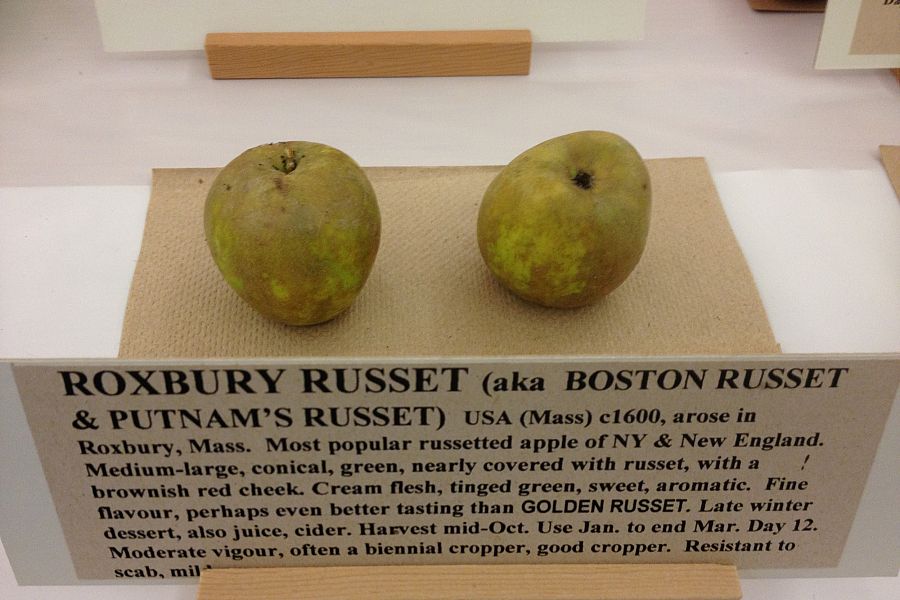 ROXBURY RUSSET (aka BOSTON RUSSET
& PUTNAM'S RUSSET) USA (Mass) c1600, arose in
Roxbury, Mass. Most popular russetted apple of NY & New England.
Medium-large, conical, green, nearly covered with russet, with a !
brownish red cheek. Cream flesh, tinged green, sweet, aromatic. Fine
flavour, perhaps even better tasting than GOLDEN RUSSET. Late winter
dessert, also juice, cider. Harvest mid-Oct. Use Jan. to end Mar. Day 12.
Moderate vigour, often a biennial cropper, good cropper. Resistant to
scab,